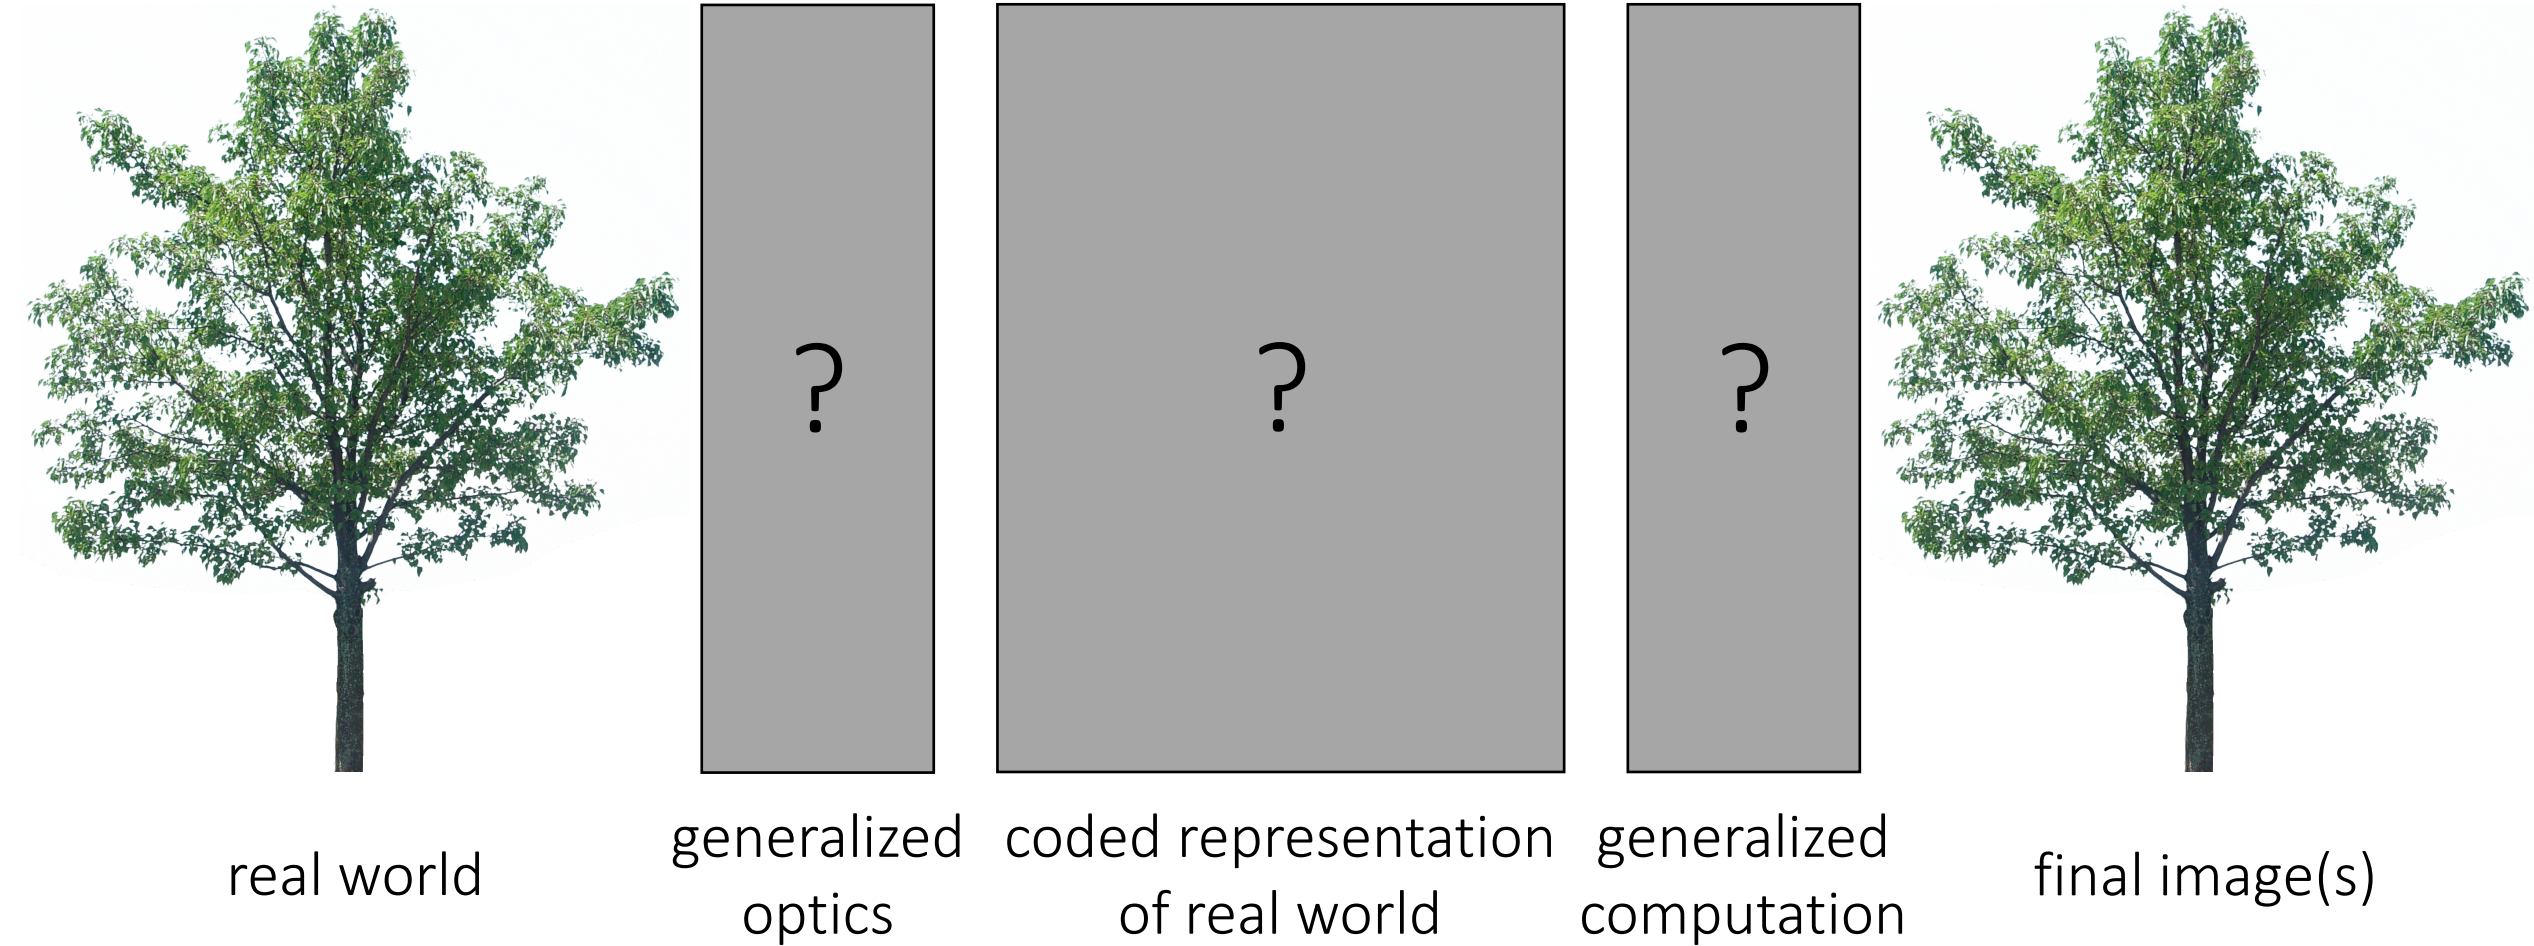 ?
?
?
real world
generalized
optics
coded representation
of real world
generalized
computation
final image(s)